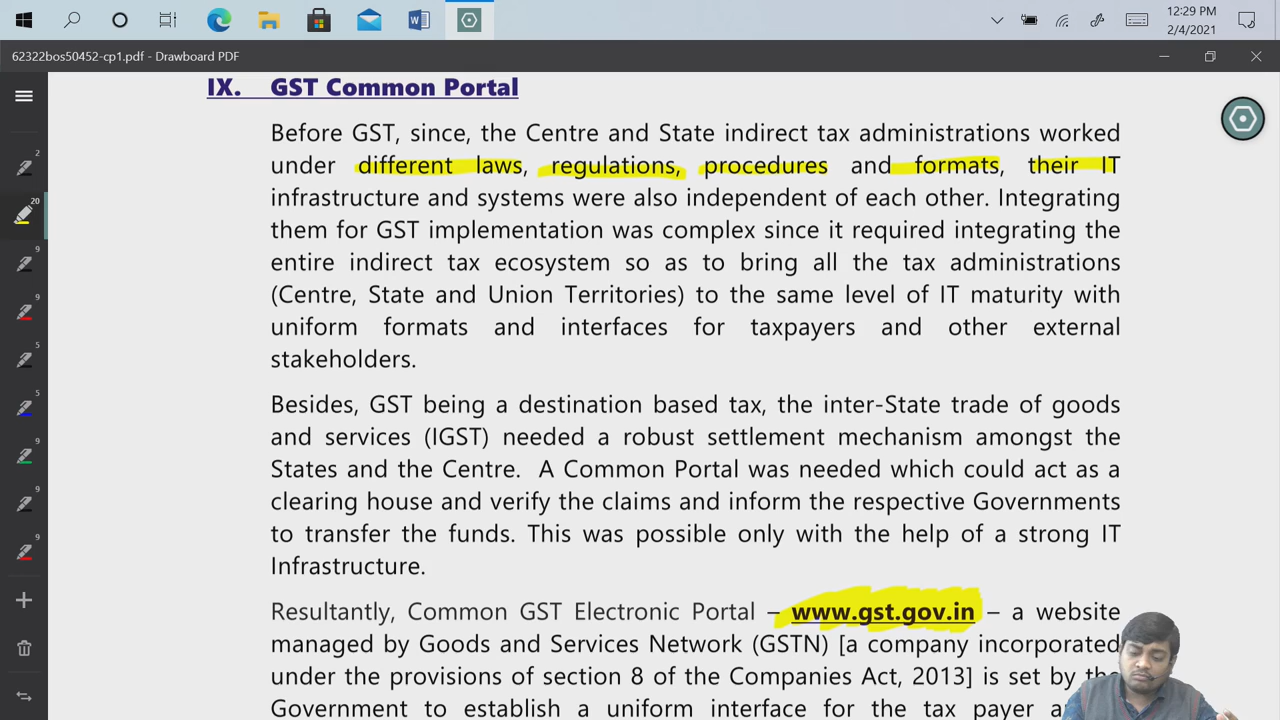 12:29 PM
2/4/2021
62322bos50452-cp1.pdf - Drawboard PDF
IX. GST Common Portal
Before GST, since, the Centre and State indirect tax administrations worked
under different laws, regulations, procedures and formats, their IT
infrastructure and systems were also independent of each other. Integrating
them for GST implementation was complex since it required integrating the
entire indirect tax ecosystem so as to bring all the tax administrations
(Centre, State and Union Territories) to the same level of IT maturity with
uniform formats and interfaces for taxpayers and other external
stakeholders.
Besides, GST being a destination based tax, the inter-State trade of goods
and services (IGST) needed a robust settlement mechanism amongst the
States and the Centre. A Common Portal was needed which could act as a
clearing house and verify the claims and inform the respective Governments
to transfer the funds. This was possible only with the help of a strong IT
Infrastructure.
Resultantly, Common GST Electronic Portal – www.gst.gov.in – a website
managed by Goods and Services Network (GSTN) [a company incorporated
under the provisions of section 8 of the Companies Act, 2013] is set by the
Government to establish a uniform interface for the tax payer
2
20
9
9
5
5
9
9
9